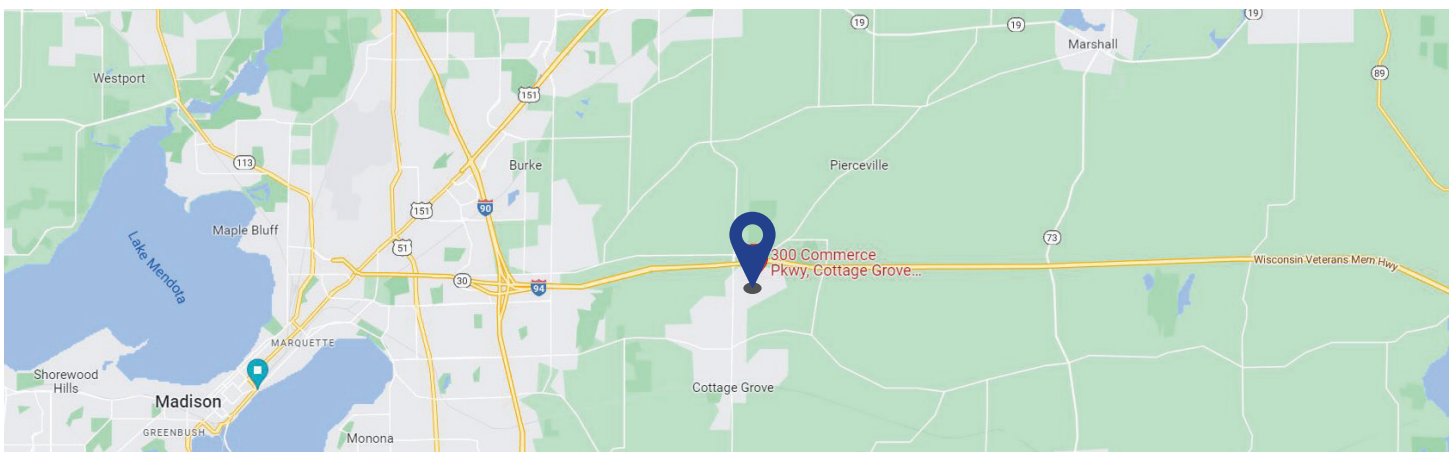 19
19
19
Marshall
Westport
89
151
113
Burke
Pierceville
151
90
Maple Bluff
51
73
Lake Mendota
300 Commerce
Pkwy, Cottage Grove...
Wisconsin Veterans Mem Hwy
30
94
MARQUETTE
Shorewood
Hills
Cottage Grove
Madison
GREENBUSH
Monona